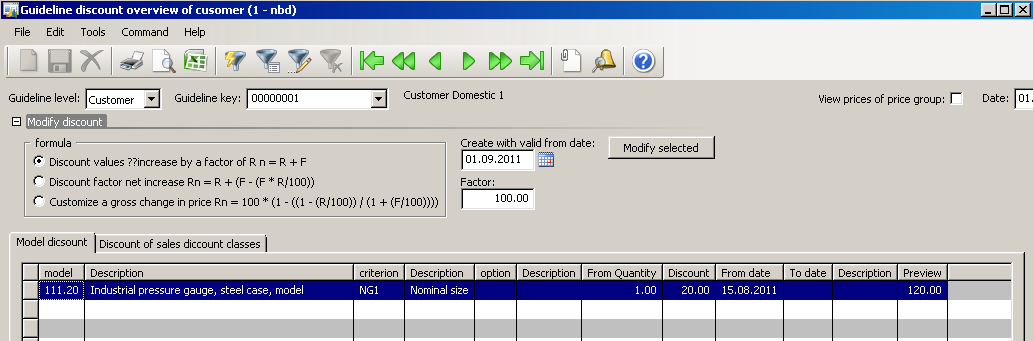 Guideline discount overview of cusomer (1 - nbd)
File Edit Tools Command Help
Guideline level: Customer Guideline key: 00000001 Customer Domestic 1 View prices of price group: Date: 01.
Modify discount
formula
Discount values ??increase by a factor of R n = R + F
Discount factor net increase Rn = R + (F - (F * R/100))
Customize a gross change in price Rn = 100 * (1 - ((1 - (R/100)) / (1 + (F/100))))
Create with valid from date:
01.09.2011
Modify selected
Factor:
100.00
Model dicsount Discount of sales diccount classes
model Description criterion Description option Description From Quantity Discount From date To date Description Preview
111.20 Industrial pressure gauge, steel case, model NG1 Nominal size 1.00 20.00 15.08.2011 120.00